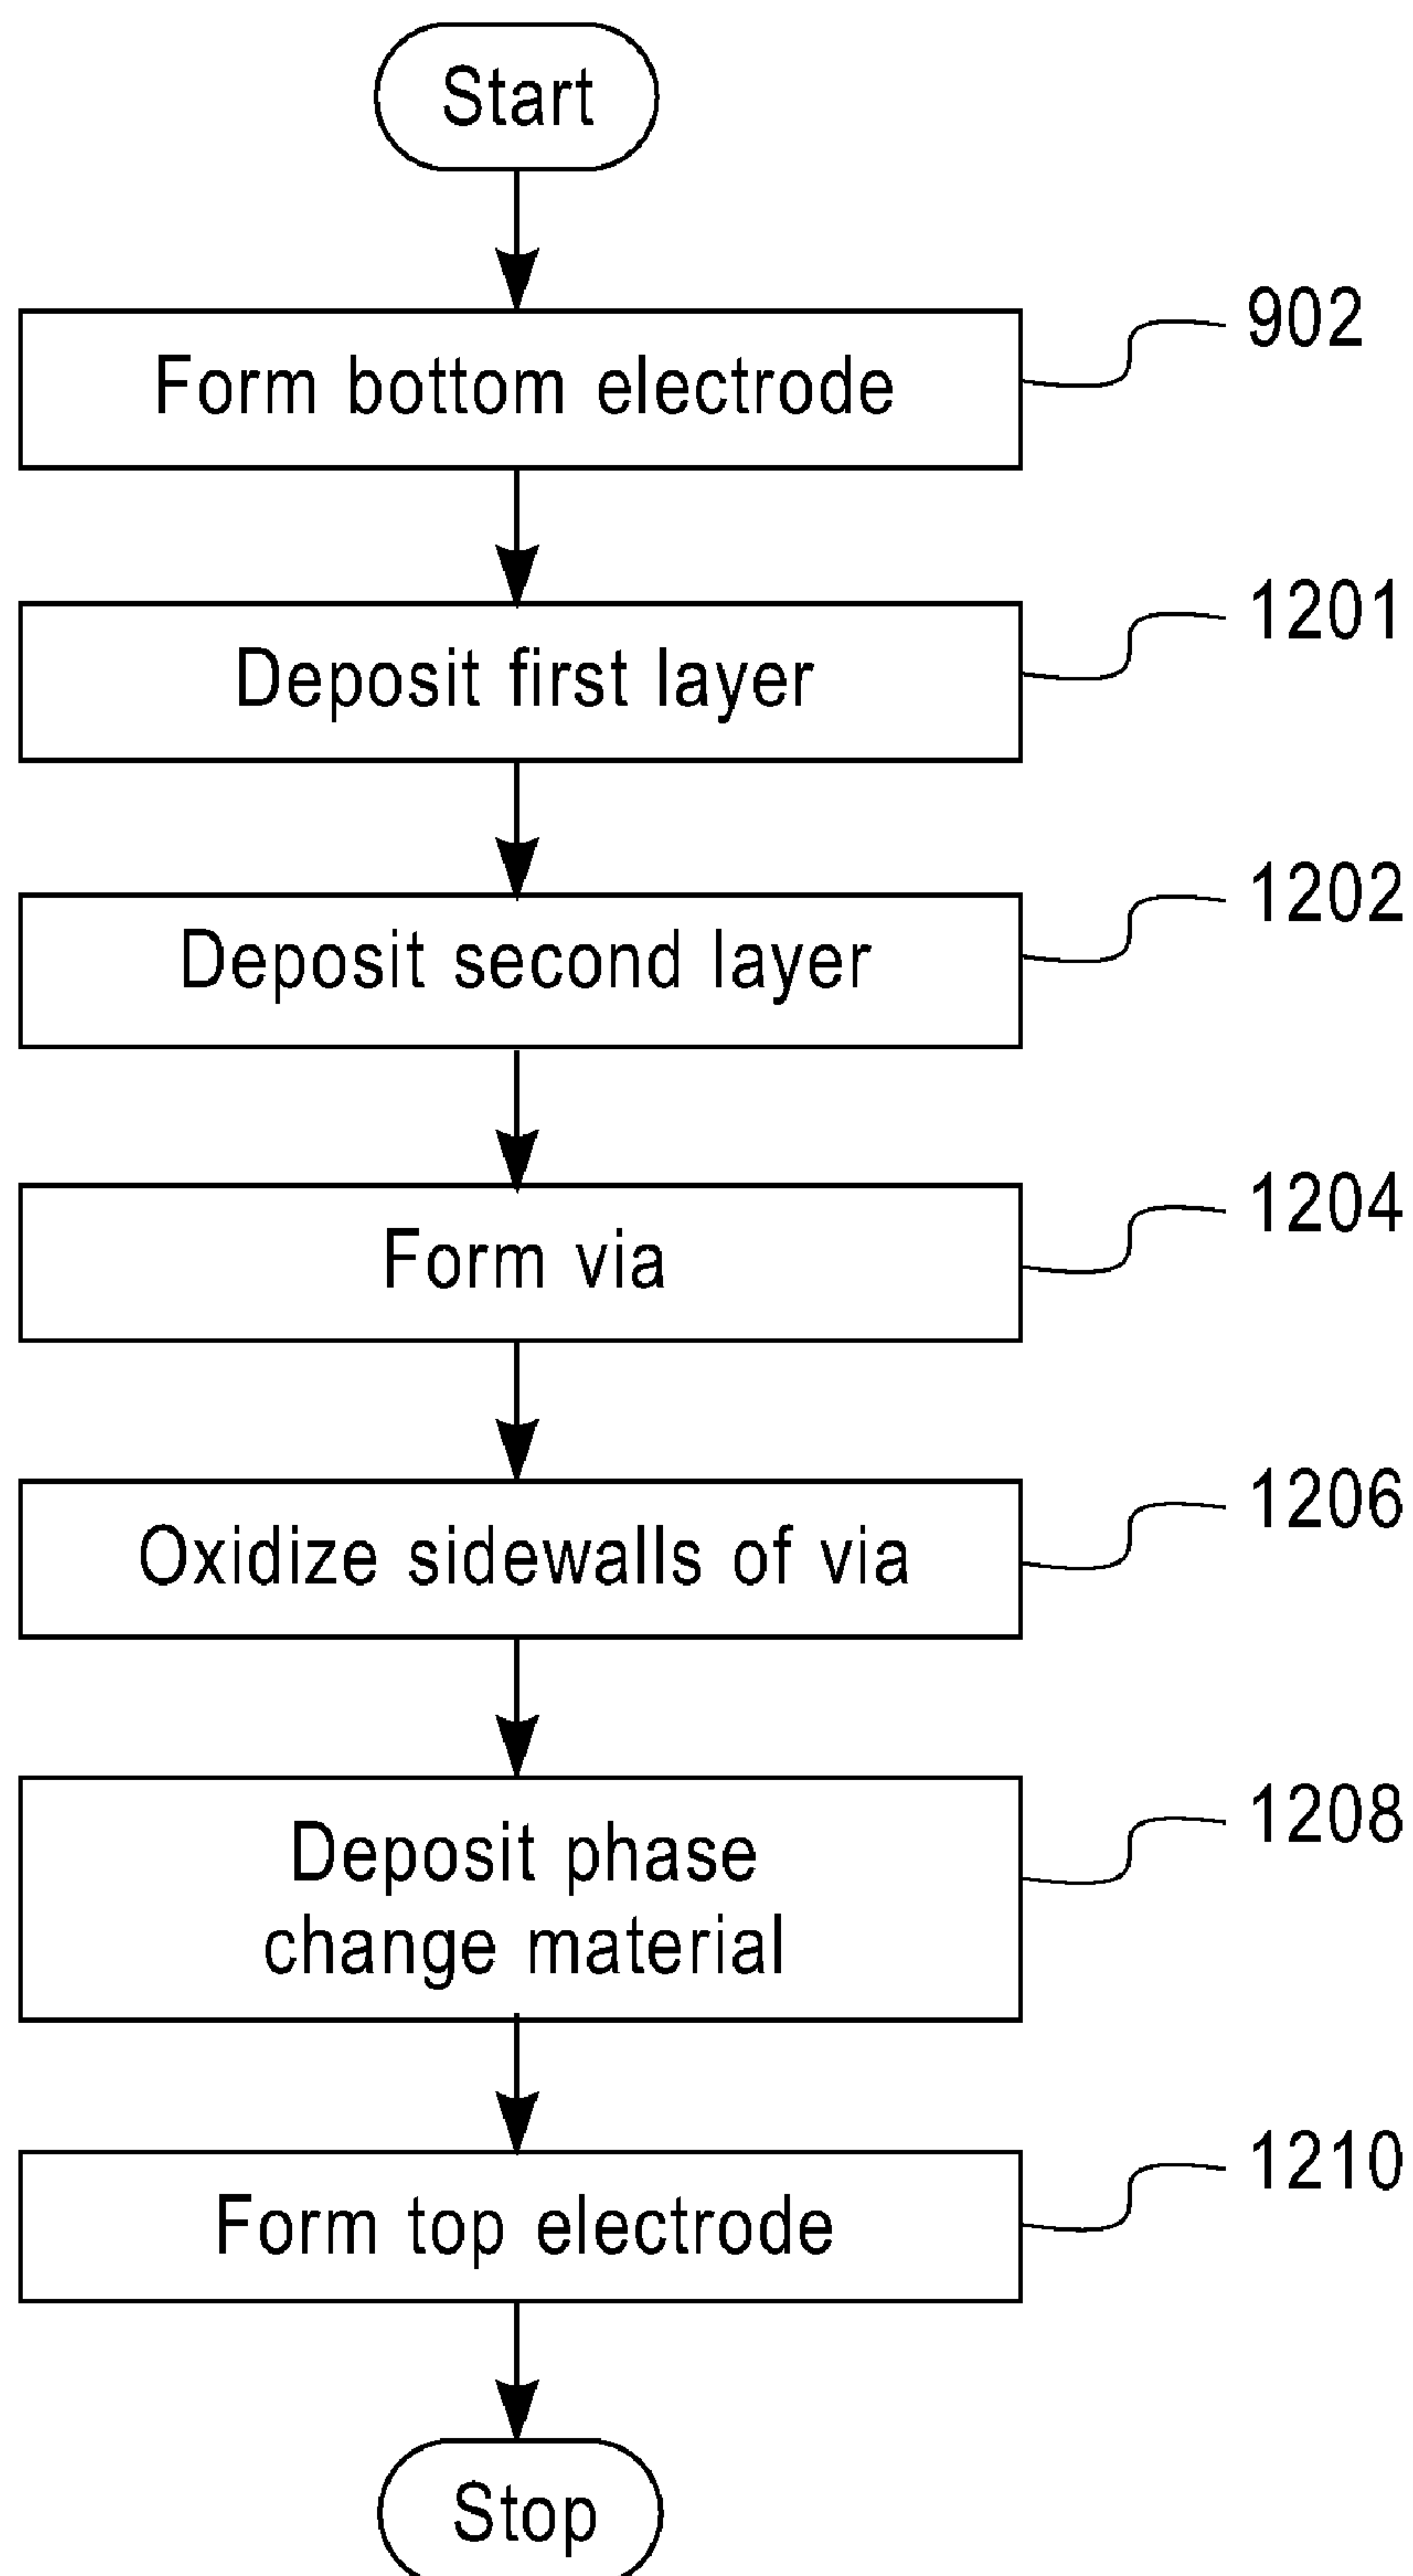 Start
Form bottom electrode
902
Deposit first layer
1201
Deposit second layer
1202
Form via
1204
Oxidize sidewalls of via
1206
Deposit phase
change material
1208
Form top electrode
1210
Stop